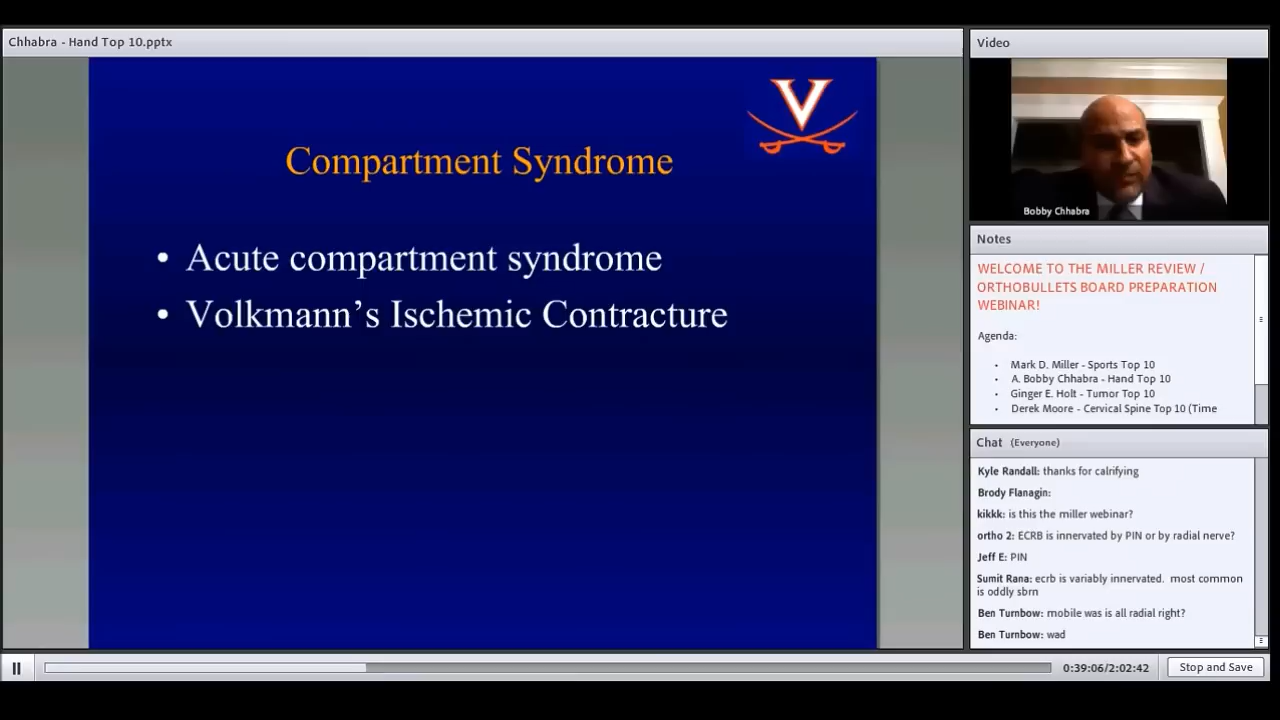 Chhabra - Hand Top 10.pptx
Compartment Syndrome
• Acute compartment syndrome
• Volkmann's Ischemic Contracture
V
Video
Bobby Chhabra
Notes
WELCOME TO THE MILLER REVIEW /
ORTHOBULLETS BOARD PREPARATION
WEBINAR!
Agenda:
• Mark D. Miller - Sports Top 10
• A. Bobby Chhabra - Hand Top 10
• Ginger E. Holt - Tumor Top 10
• Derek Moore - Cervical Spine Top 10 (Time
Chat (Everyone)
Kyle Randall: thanks for calrifying
Brody Flanagin:
kikkk: is this the miller webinar?
ortho 2: ECRB is innervated by PIN or by radial nerve?
Jeff E: PIN
Sumit Rana: ecrb is variably innervated. most common
is oddly sbrn
Ben Turnbow: mobile was is all radial right?
Ben Turnbow: wad
0:39:06/2:02:42
Stop and Save